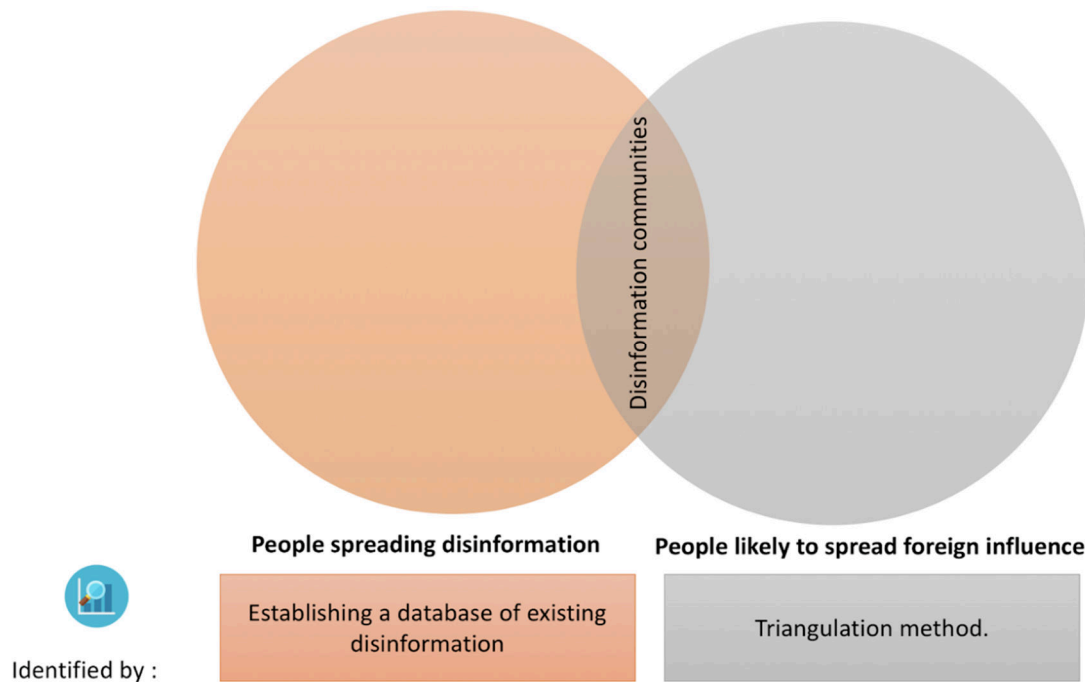 Disinformation communities
People spreading disinformation
People likely to spread foreign influence
Establishing a database of existing
disinformation
Triangulation method.
Identified by :